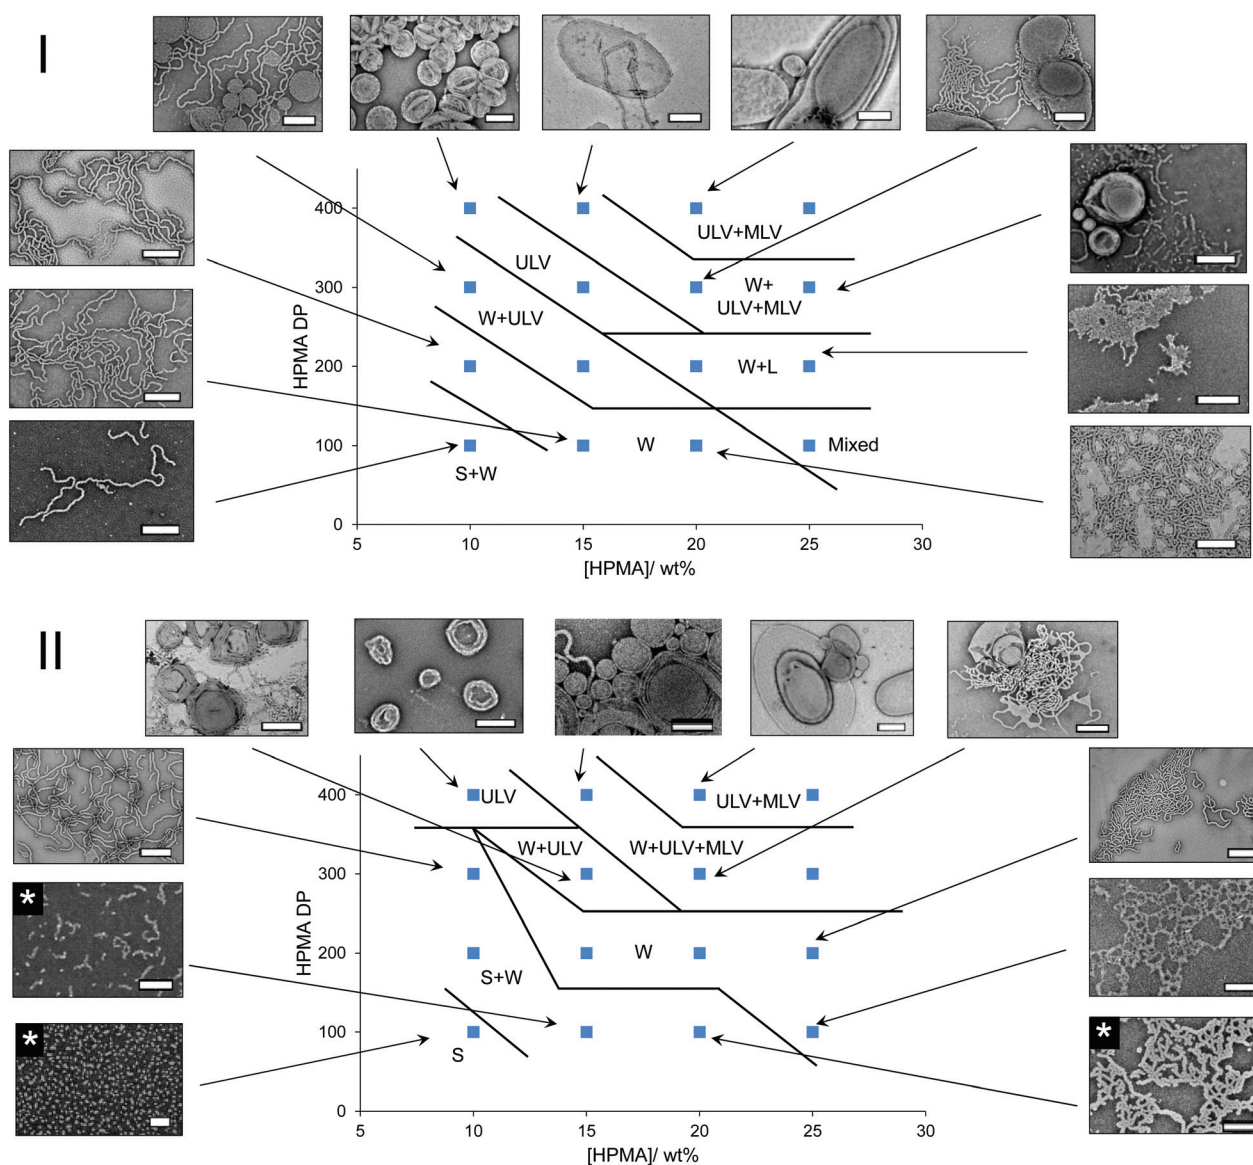 I
400
300
200
100
0
HPMA DP
ULV+MLV
ULV
W+
ULV+MLV
W+ULV
W+L
W
Mixed
S+W
5
10
15
20
25
30
[HPMA]/ wt%
II
400
300
200
100
0
HPMA DP
ULV
ULV+MLV
W+ULV
W+ULV+MLV
W
S+W
S
*
*
*
5
10
15
20
25
30
[HPMA]/ wt%